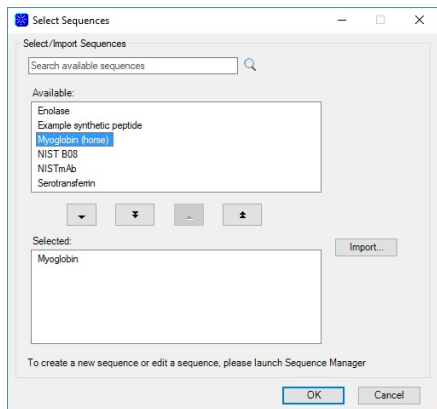 Select Sequences
Select/Import Sequences
Search available sequences
Available:
Enolase
Example synthetic peptide
Myoglobin (horse)
NIST B08
NISTmAb
Serotransferrin
Selected:
Import...
Myoglobin
To create a new sequence or edit a sequence, please launch Sequence Manager
OK
Cancel